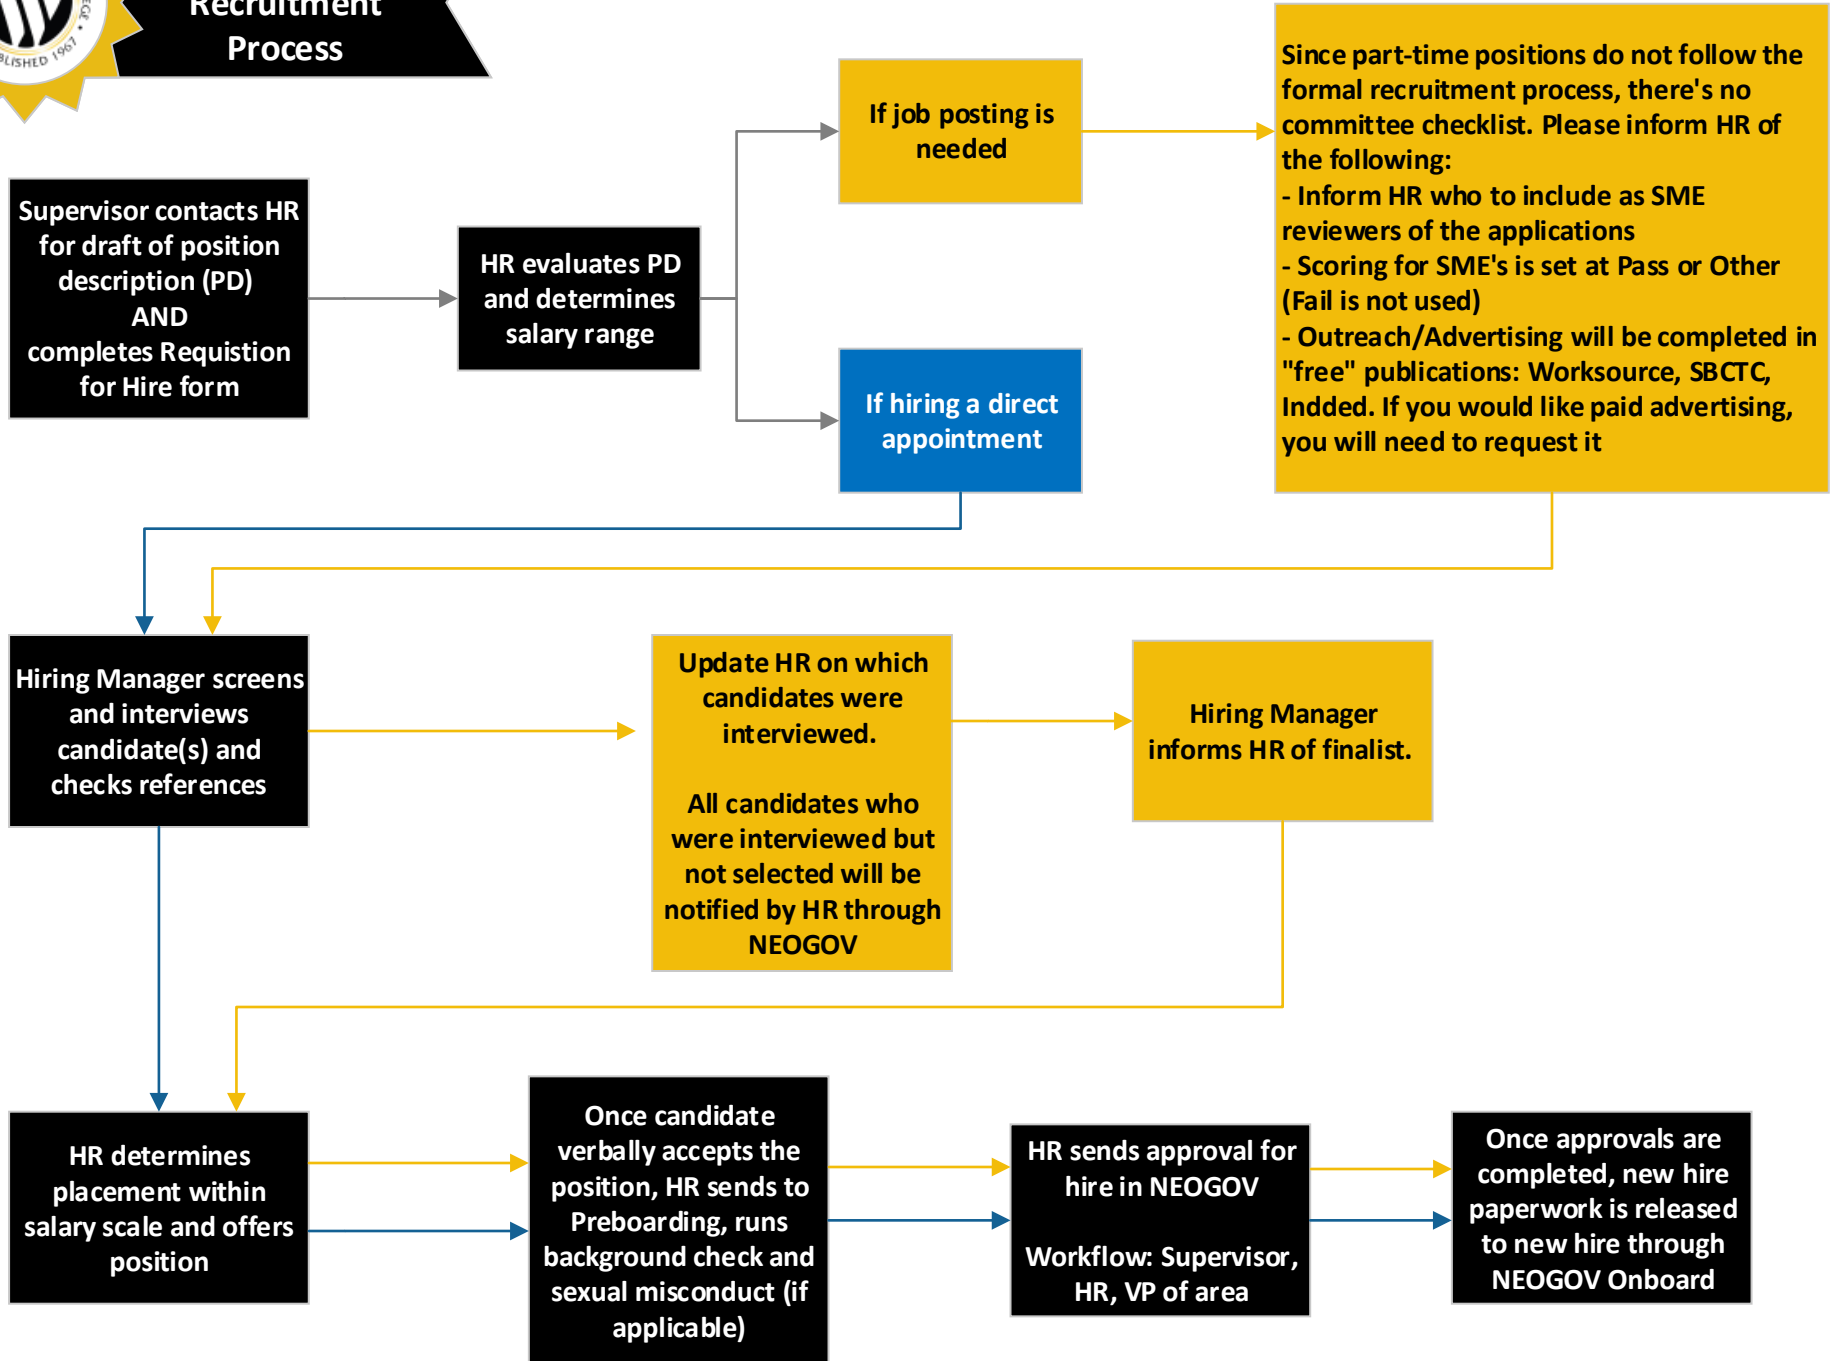 Recruitment
Process
Supervisor contacts HR
for draft of position
description (PD)
AND
completes Requistion
for Hire form
HR evaluates PD
and determines
salary range
If job posting is
needed
If hiring a direct
appointment
Since part-time positions do not follow the
formal recruitment process, there's no
committee checklist. Please inform HR of
the following:
- Inform HR who to include as SME
reviewers of the applications
- Scoring for SME's is set at Pass or Other
(Fail is not used)
- Outreach/Advertising will be completed in
"free" publications: Worksource, SBCTC,
Indded. If you would like paid advertising,
you will need to request it
Hiring Manager screens
and interviews
candidate(s) and
checks references
Update HR on which
candidates were
interviewed.
All candidates who
were interviewed but
not selected will be
notified by HR through
NEOGOV
Hiring Manager
informs HR of finalist.
HR determines
placement within
salary scale and offers
position
Once candidate
verbally accepts the
position, HR sends to
Preboarding, runs
background check and
sexual misconduct (if
applicable)
HR sends approval for
hire in NEOGOV
Workflow: Supervisor,
HR, VP of area
Once approvals are
completed, new hire
paperwork is released
to new hire through
NEOGOV Onboard